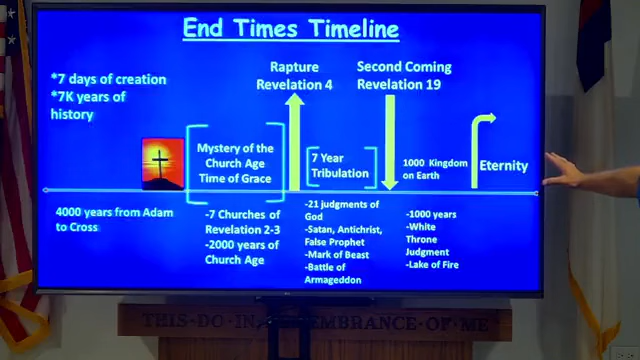 End Times Timeline
*7 days of creation
*7K years of
history
Rapture
Revelation 4
Second Coming
Revelation 19
Mystery of the
Church Age
Time of Grace
7 Year
Tribulation
1000 Kingdom
on Earth
Eternity
4000 years from Adam
to Cross
-7 Churches of
Revelation 2-3
-2000 years of
Church Age
-21 judgments of
God
-Satan, Antichrist,
False Prophet
-Mark of Beast
-Battle of
Armageddon
-1000 years
-White
Throne
Judgment
-Lake of Fire
THIS·DO·IN·REMEMBRANCE·OF·ME